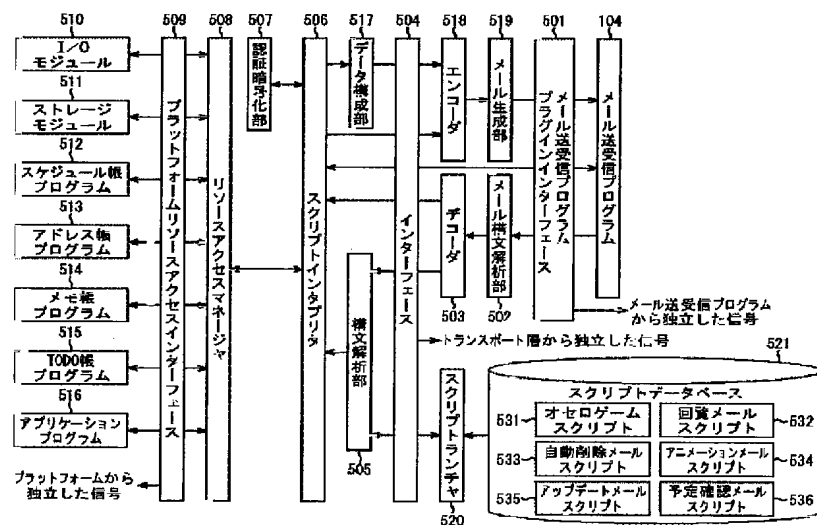 510
509
508
507
506
517
504
518
519
501
104
I/O
モジュール
511
ストレージ
モジュール
512
スケジュール帳
プログラム
513
アドレス帳
プログラム
514
メモ帳
プログラム
515
TODO帳
プログラム
516
アプリケーション
プログラム
プラットフォームから
独立した信号
プラットフォームリソースアクセスインターフェース
リソースアクセスマネージャ
認証暗号化部
スクリプトインタプリタ
データ構成部
構文解析部
505
インターフェース
エンコーダ
メール生成部
デコーダ
503
メール構文解析部
502
メール送受信プログラム
プラグインインターフェース
メール送受信プログラム
メール送受信プログラム
から独立した信号
トランスポート層から独立した信号
スクリプトランチャ
520
521
スクリプトデータベース
531
オセロゲーム
スクリプト
回覧メール
スクリプト
532
533
自動削除メール
スクリプト
アニメーションメール
スクリプト
534
535
アップデートメール
スクリプト
予定確認メール
スクリプト
536